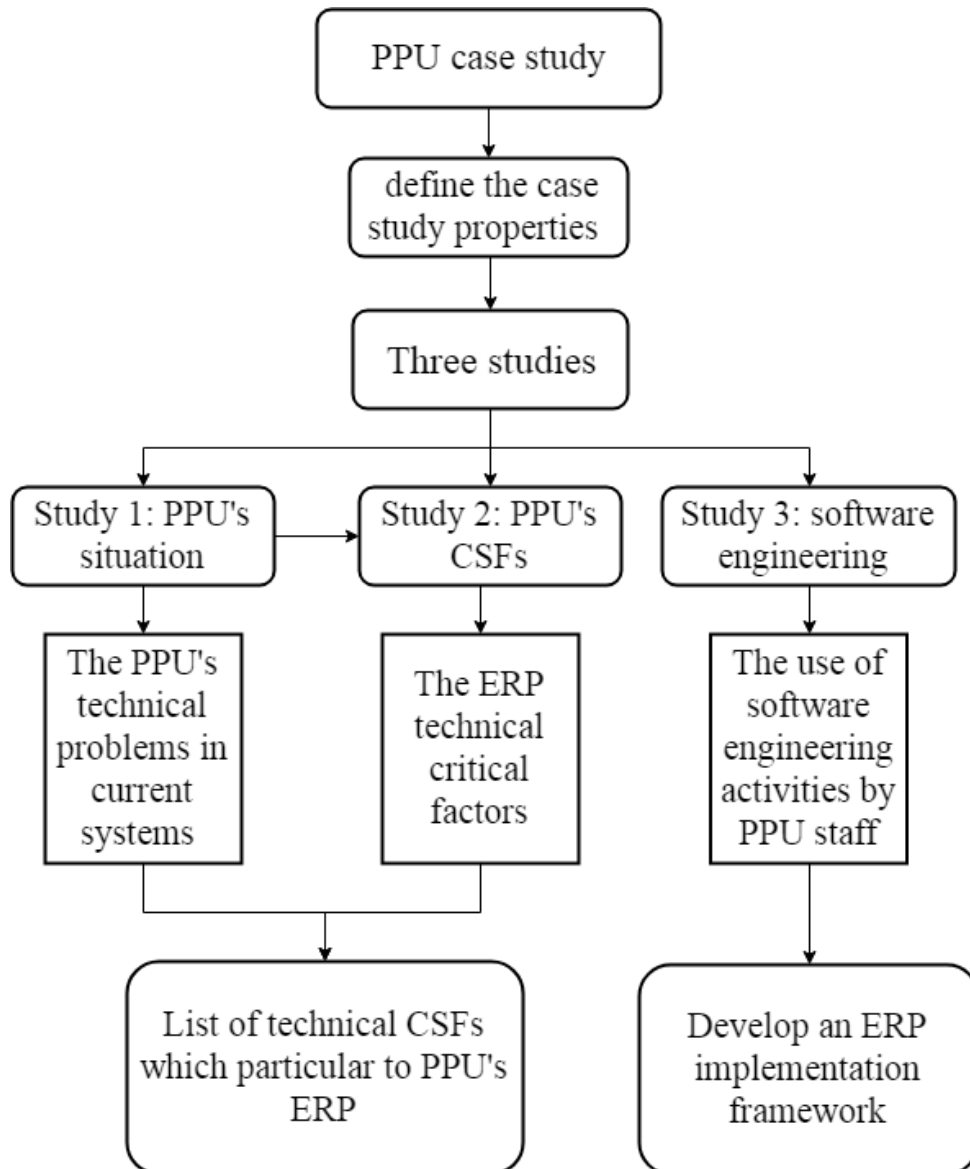 PPU case study
define the case
study properties
Three studies
Study 1: PPU's
situation
Study 2: PPU's
CSFs
Study 3: software
engineering
The PPU's
technical
problems in
current
systems
The ERP
technical
critical
factors
The use of
software
engineering
activities by
PPU staff
List of technical CSFs
which particular to PPU's
ERP
Develop an ERP
implementation
framework